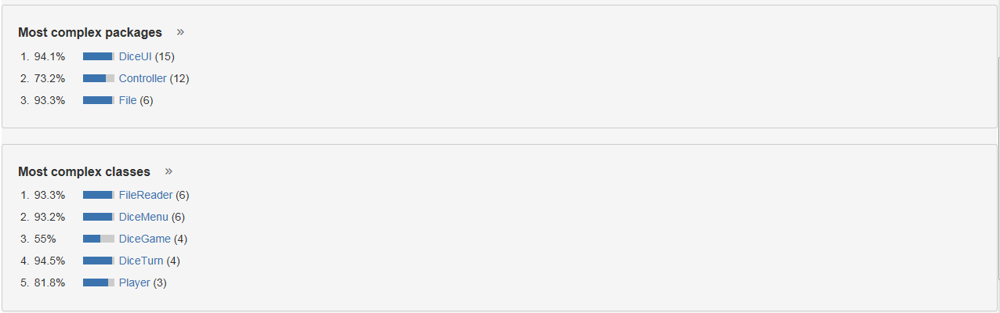 Most complex packages »
1. 94.1% DiceUI (15)
2. 73.2% Controller (12)
3. 93.3% File (6)
Most complex classes »
1. 93.3% FileReader (6)
2. 93.2% DiceMenu (6)
3. 55% DiceGame (4)
4. 94.5% DiceTurn (4)
5. 81.8% Player (3)